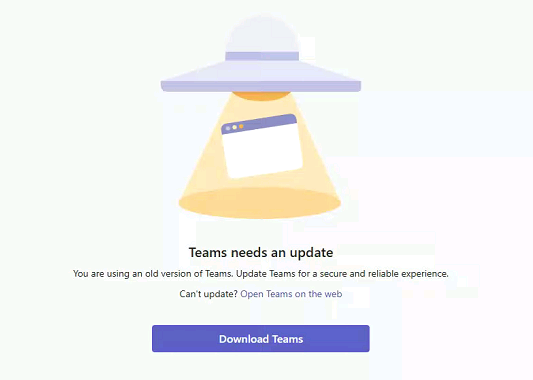 Teams needs an update
You are using an old version of Teams. Update Teams for a secure and reliable experience.
Can't update? Open Teams on the web
Download Teams